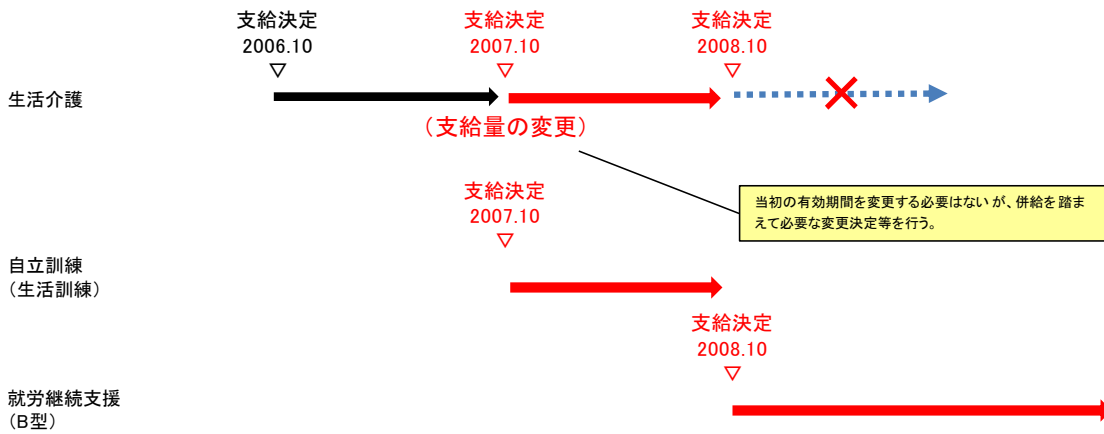 支給決定
2006.10
▽
支給決定
2007.10
▽
支給決定
2008.10
▽
生活介護
(支給量の変更)
当初の有効期間を変更する必要はないが、併給を踏ま
えて必要な変更決定等を行う。
支給決定
2007.10
▽
自立訓練
(生活訓練)
支給決定
2008.10
▽
就労継続支援
(B型)